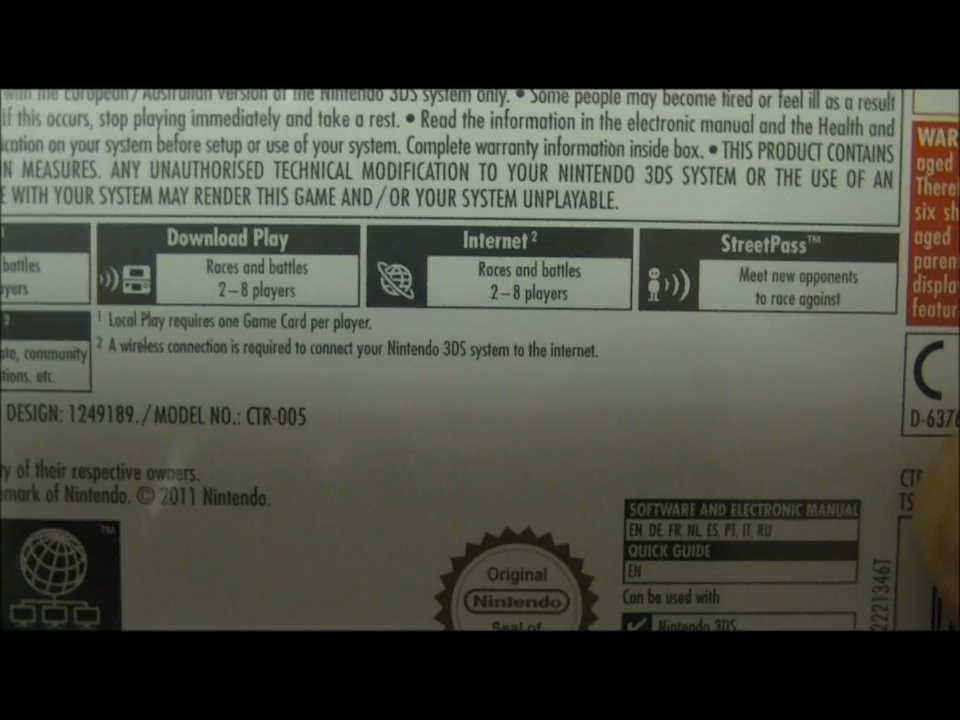 with the European/Australian version of the Nintendo 3DS system only. • Some people may become tired or feel ill as a result
If this occurs, stop playing immediately and take a rest. • Read the information in the electronic manual and the Health and
on your system before setup or use of your system. Complete warranty information inside box. • THIS PRODUCT CONTAINS
MEASURES. ANY UNAUTHORISED TECHNICAL MODIFICATION TO YOUR NINTENDO 3DS SYSTEM OR THE USE OF AN
WITH YOUR SYSTEM MAY RENDER THIS GAME AND/OR YOUR SYSTEM UNPLAYABLE.
WAR
aged
There
six sh
aged
paren
displa
featur
battles
yers
Download Play
Races and battles
2–8 players
Internet²
Races and battles
2–8 players
StreetPass™
Meet new opponents
to race against
¹ Local Play requires one Game Card per player.
² A wireless connection is required to connect your Nintendo 3DS system to the internet.
community
tions, etc.
DESIGN: 1249189./MODEL NO.: CTR-005
D-637
y of their respective owners.
mark of Nintendo. © 2011 Nintendo.
™
Original
Nintendo
Seal of
SOFTWARE AND ELECTRONIC MANUAL
EN, DE, FR, NL, ES, PT, IT, RU
QUICK GUIDE
EN
Can be used with
Nintendo 3DS
2221346T
TS